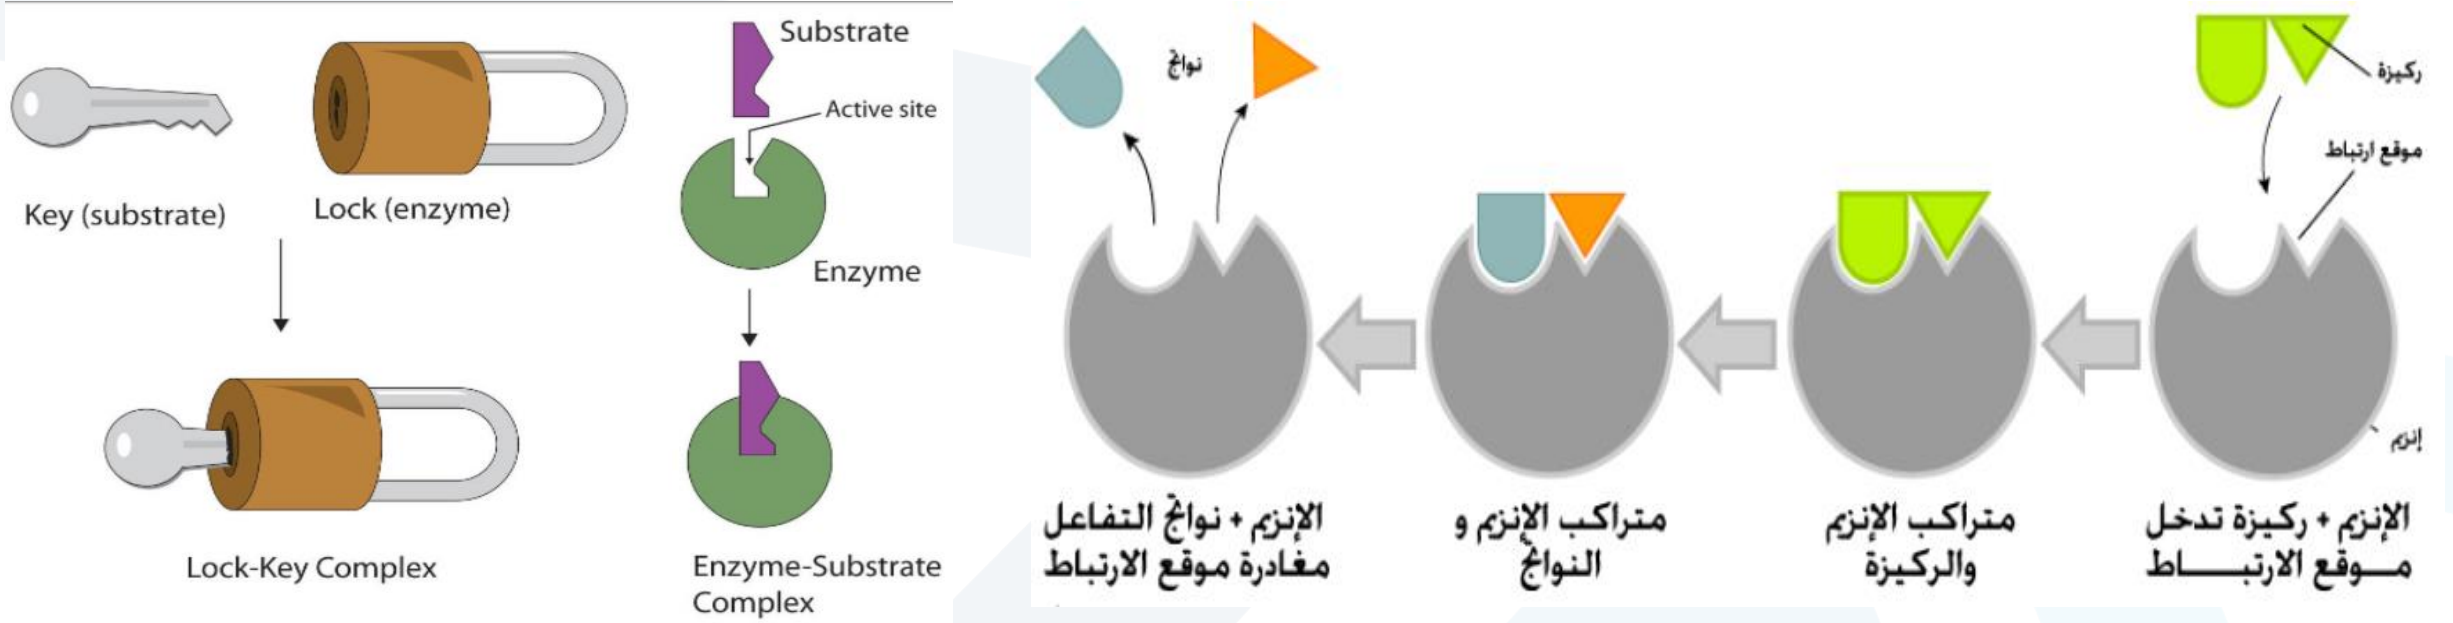 Substrate
Active site
Key (substrate)
Lock (enzyme)
Enzyme
Lock-Key Complex
Enzyme-Substrate
Complex
ركيزة
نواتج
موقع ارتباط
إنزيم
الإنزيم + ركيزة تدخل
موقع الارتبــــــاط
متراكب الإنزيم
والركيزة
متراكب الإنزيم و
النواتج
الإنزيم + نواتج التفاعل
مغادرة موقع الارتباط